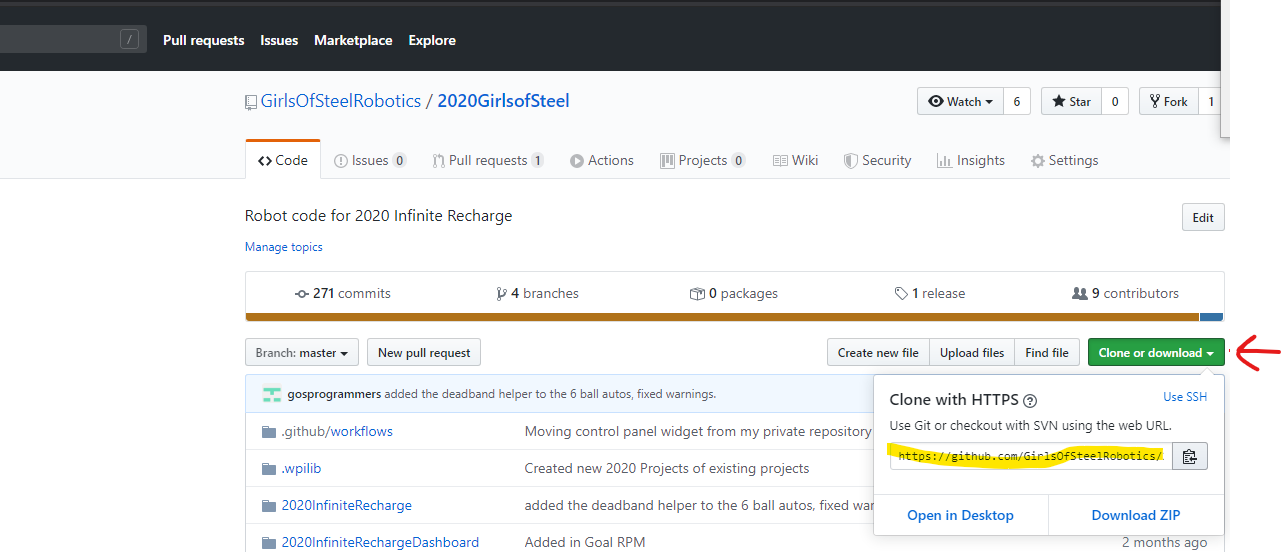 / Pull requests Issues Marketplace Explore
GirlsOfSteelRobotics / 2020GirlsofSteel Watch 6 Star 0 Fork 1
Code Issues 0 Pull requests 1 Actions Projects 0 Wiki Security Insights Settings
Robot code for 2020 Infinite Recharge Edit
Manage topics
271 commits 4 branches 0 packages 1 release 9 contributors
Branch: master New pull request Create new file Upload files Find file Clone or download
gosprogrammers added the deadband helper to the 6 ball autos, fixed warnings.
.github/workflows Moving control panel widget from my private repository
.wpilib Created new 2020 Projects of existing projects
2020InfiniteRecharge added the deadband helper to the 6 ball autos, fixed war
2020InfiniteRechargeDashboard Added in Goal RPM 2 months ago
Clone with HTTPS ? Use SSH
Use Git or checkout with SVN using the web URL.
https://github.com/GirlsOfSteelRobotics/
Open in Desktop Download ZIP